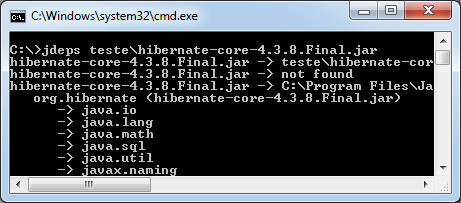 C:\Windows\system32\cmd.exe
C:\>jdeps teste\hibernate-core-4.3.8.Final.jar
hibernate-core-4.3.8.Final.jar -> teste\hibernate-cor
hibernate-core-4.3.8.Final.jar -> not found
hibernate-core-4.3.8.Final.jar -> C:\Program Files\Ja
org.hibernate (hibernate-core-4.3.8.Final.jar)
-> java.io
-> java.lang
-> java.math
-> java.sql
-> java.util
-> javax.naming